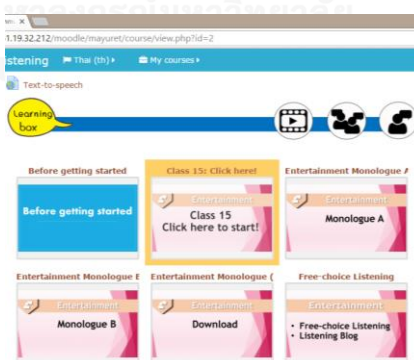 1.19.32.212/moodle/mayuret/course/view.php?id=2
stening Thai (th) My courses
Text-to-speech
Learning
box
Before getting started
Class 15: Click here!
Entertainment Monologue A
Before getting started
Entertainment
Class 15
Click here to start!
Entertainment
Monologue A
Entertainment Monologue B
Entertainment Monologue (
Free-choice Listening
Entertainment
Monologue B
Entertainment
Download
Entertainment
• Free-choice Listening
• Listening Blog